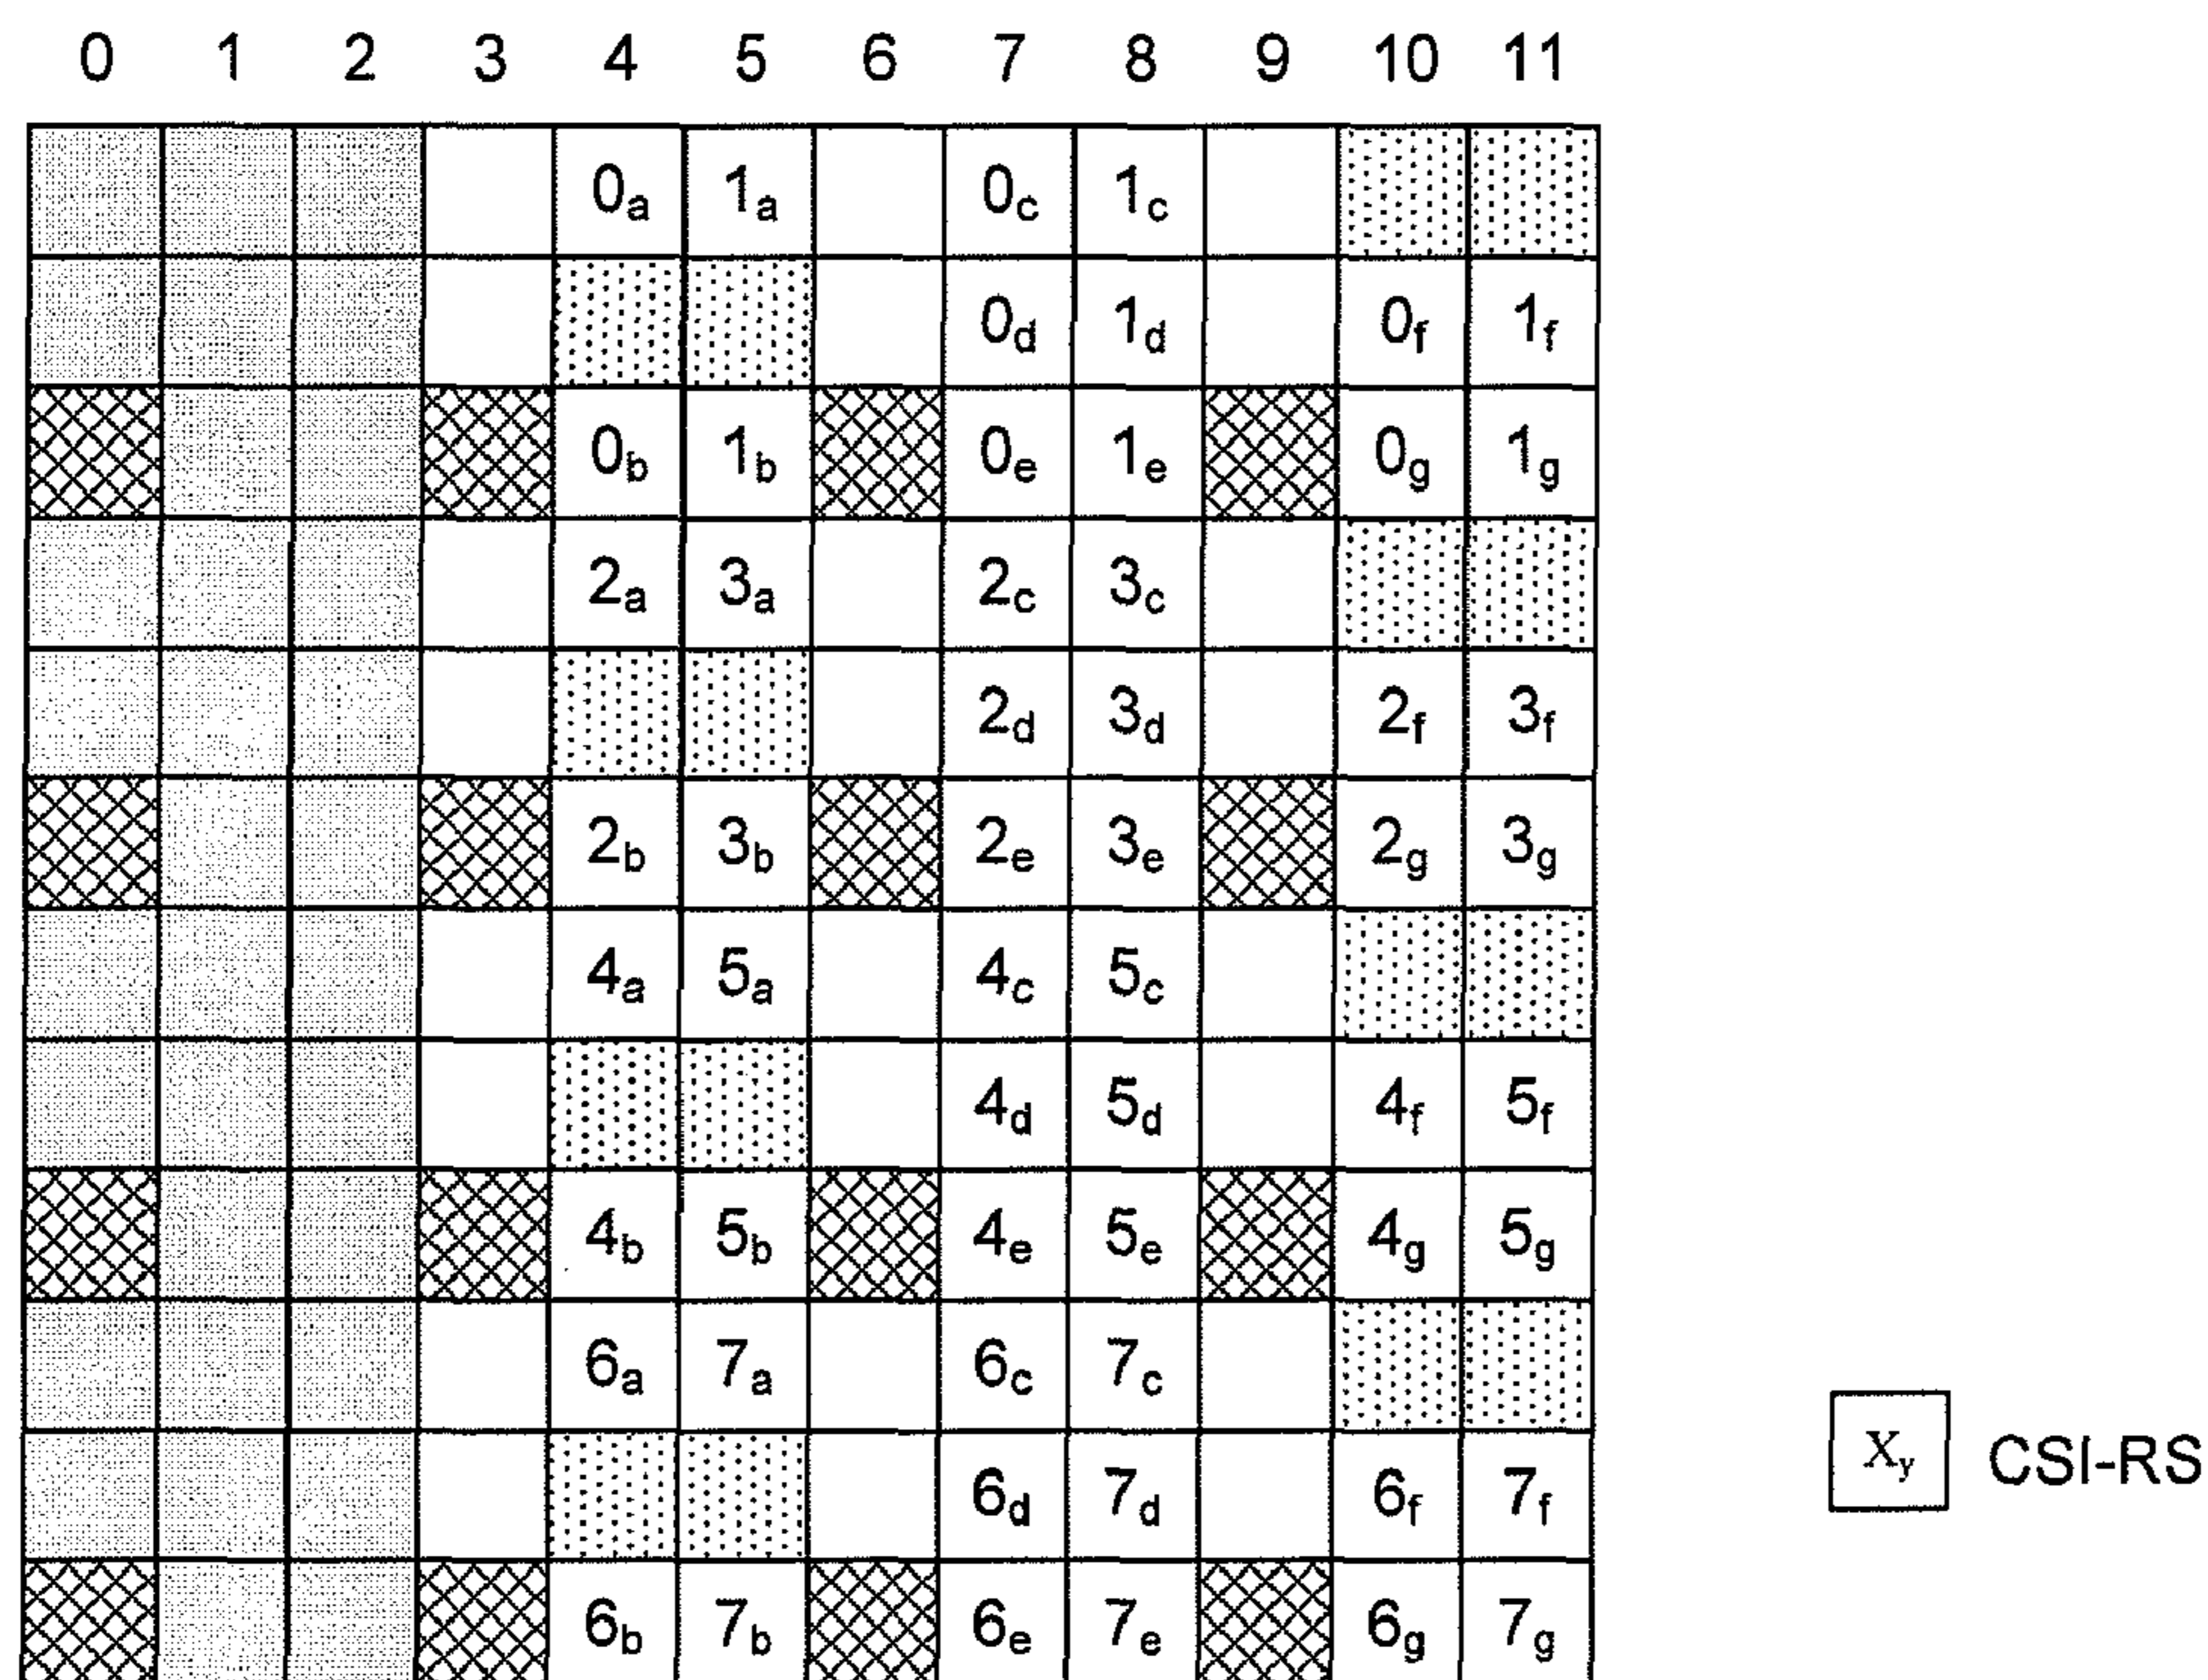 0 1 2 3 4 5 6 7 8 9 10 11
0a 1a 0c 1c
0d 1d 0f 1f
0b 1b 0e 1e 0g 1g
2a 3a 2c 3c
2d 3d 2f 3f
2b 3b 2e 3e 2g 3g
4a 5a 4c 5c
4d 5d 4f 5f
4b 5b 4e 5e 4g 5g
6a 7a 6c 7c
6d 7d 6f 7f
6b 7b 6e 7e 6g 7g
Xy CSI-RS